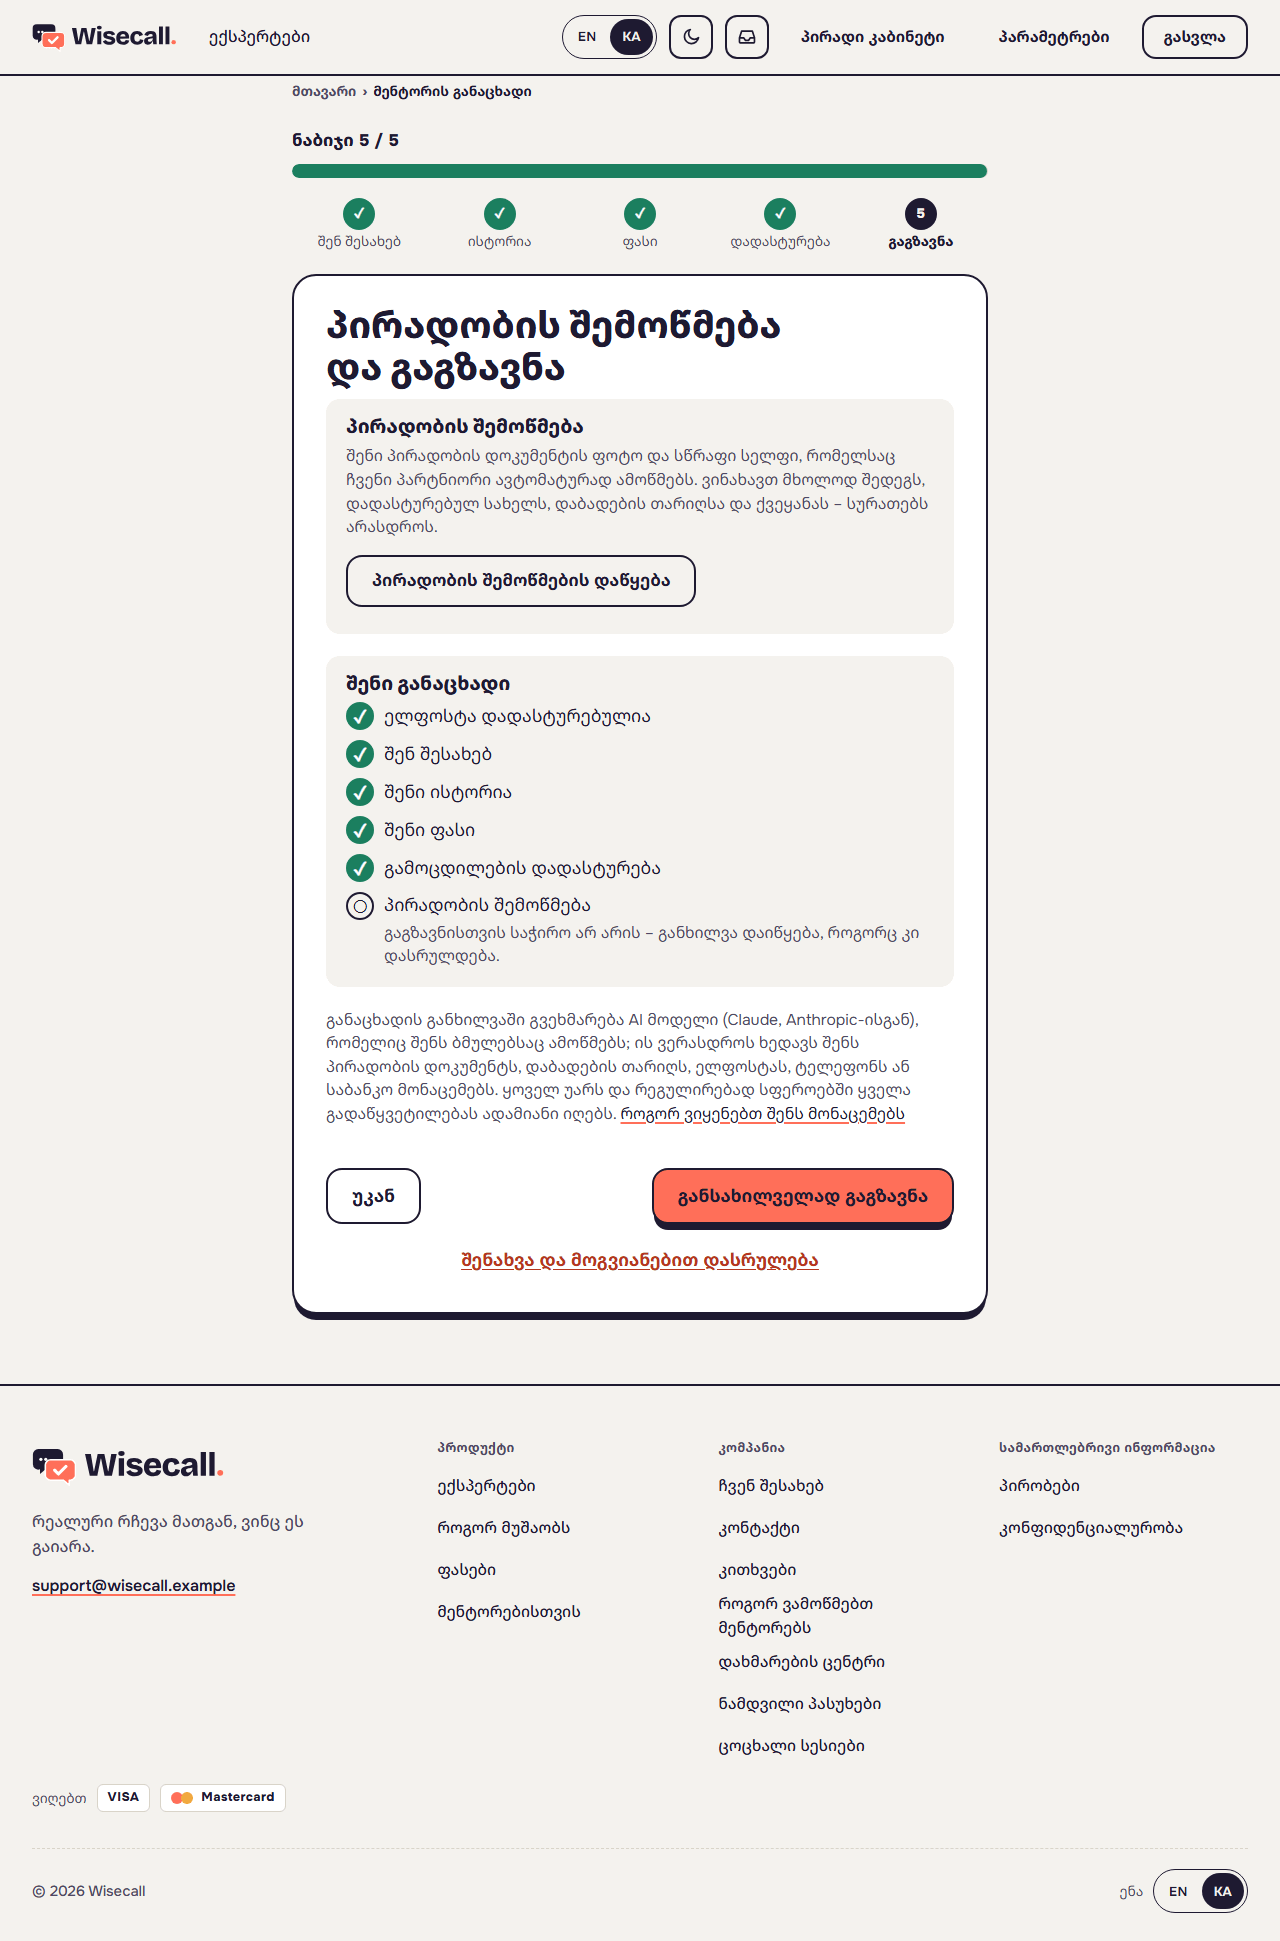 Wisecall.
ექსპერტები
EN KA
პირადი კაბინეტი
პარამეტრები
გასვლა
მთავარი › მენტორის განაცხადი
ნაბიჯი 5 / 5
შენ შესახებ
ისტორია
ფასი
დადასტურება
5
გაგზავნა
პირადობის შემოწმება
და გაგზავნა
პირადობის შემოწმება
შენი პირადობის დოკუმენტის ფოტო და სწრაფი სელფი, რომელსაც
ჩვენი პარტნიორი ავტომატურად ამოწმებს. ვინახავთ მხოლოდ შედეგს,
დადასტურებულ სახელს, დაბადების თარიღსა და ქვეყანას – სურათებს
არასდროს.
პირადობის შემოწმების დაწყება
შენი განაცხადი
ელფოსტა დადასტურებულია
შენ შესახებ
შენი ისტორია
შენი ფასი
გამოცდილების დადასტურება
პირადობის შემოწმება
გაგზავნისთვის საჭირო არ არის – განხილვა დაიწყება, როგორც კი
დასრულდება.
განაცხადის განხილვაში გვეხმარება AI მოდელი (Claude, Anthropic-ისგან),
რომელიც შენს ბმულებსაც ამოწმებს; ის ვერასდროს ხედავს შენს
პირადობის დოკუმენტს, დაბადების თარიღს, ელფოსტას, ტელეფონს ან
საბანკო მონაცემებს. ყოველ უარს და რეგულირებად სფეროებში ყველა
გადაწყვეტილებას ადამიანი იღებს. როგორ ვიყენებთ შენს მონაცემებს
უკან
განსახილველად გაგზავნა
შენახვა და მოგვიანებით დასრულება
Wisecall.
რეალური რჩევა მათგან, ვინც ეს
გაიარა.
support@wisecall.example
პროდუქტი
ექსპერტები
როგორ მუშაობს
ფასები
მენტორებისთვის
კომპანია
ჩვენ შესახებ
კონტაქტი
კითხვები
როგორ ვამოწმებთ
მენტორებს
დახმარების ცენტრი
ნამდვილი პასუხები
ცოცხალი სესიები
სამართლებრივი ინფორმაცია
პირობები
კონფიდენციალურობა
ვიღებთ
VISA
Mastercard
© 2026 Wisecall
ენა
EN KA